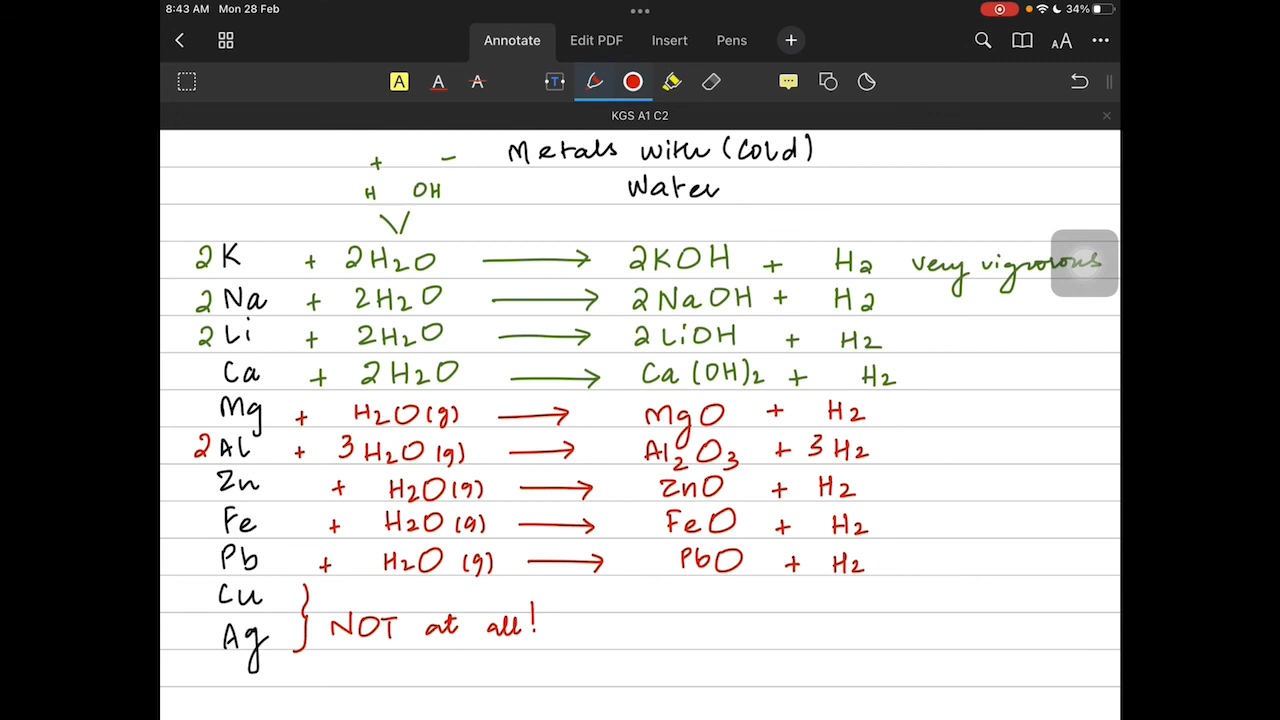 8:43 AM Mon 28 Feb 34%
Annotate Edit PDF Insert Pens
KGS A1 C2
Metals with (cold)
Water
+ −
H OH
2K + 2H2O → 2KOH + H2 very vigrorous
2Na + 2H2O → 2NaOH + H2
2Li + 2H2O → 2LiOH + H2
Ca + 2H2O → Ca(OH)2 + H2
Mg + H2O(g) → MgO + H2
2Al + 3H2O(g) → Al2O3 + 3H2
Zn + H2O(g) → ZnO + H2
Fe + H2O(g) → FeO + H2
Pb + H2O(g) → PbO + H2
Cu
Ag } NOT at all!